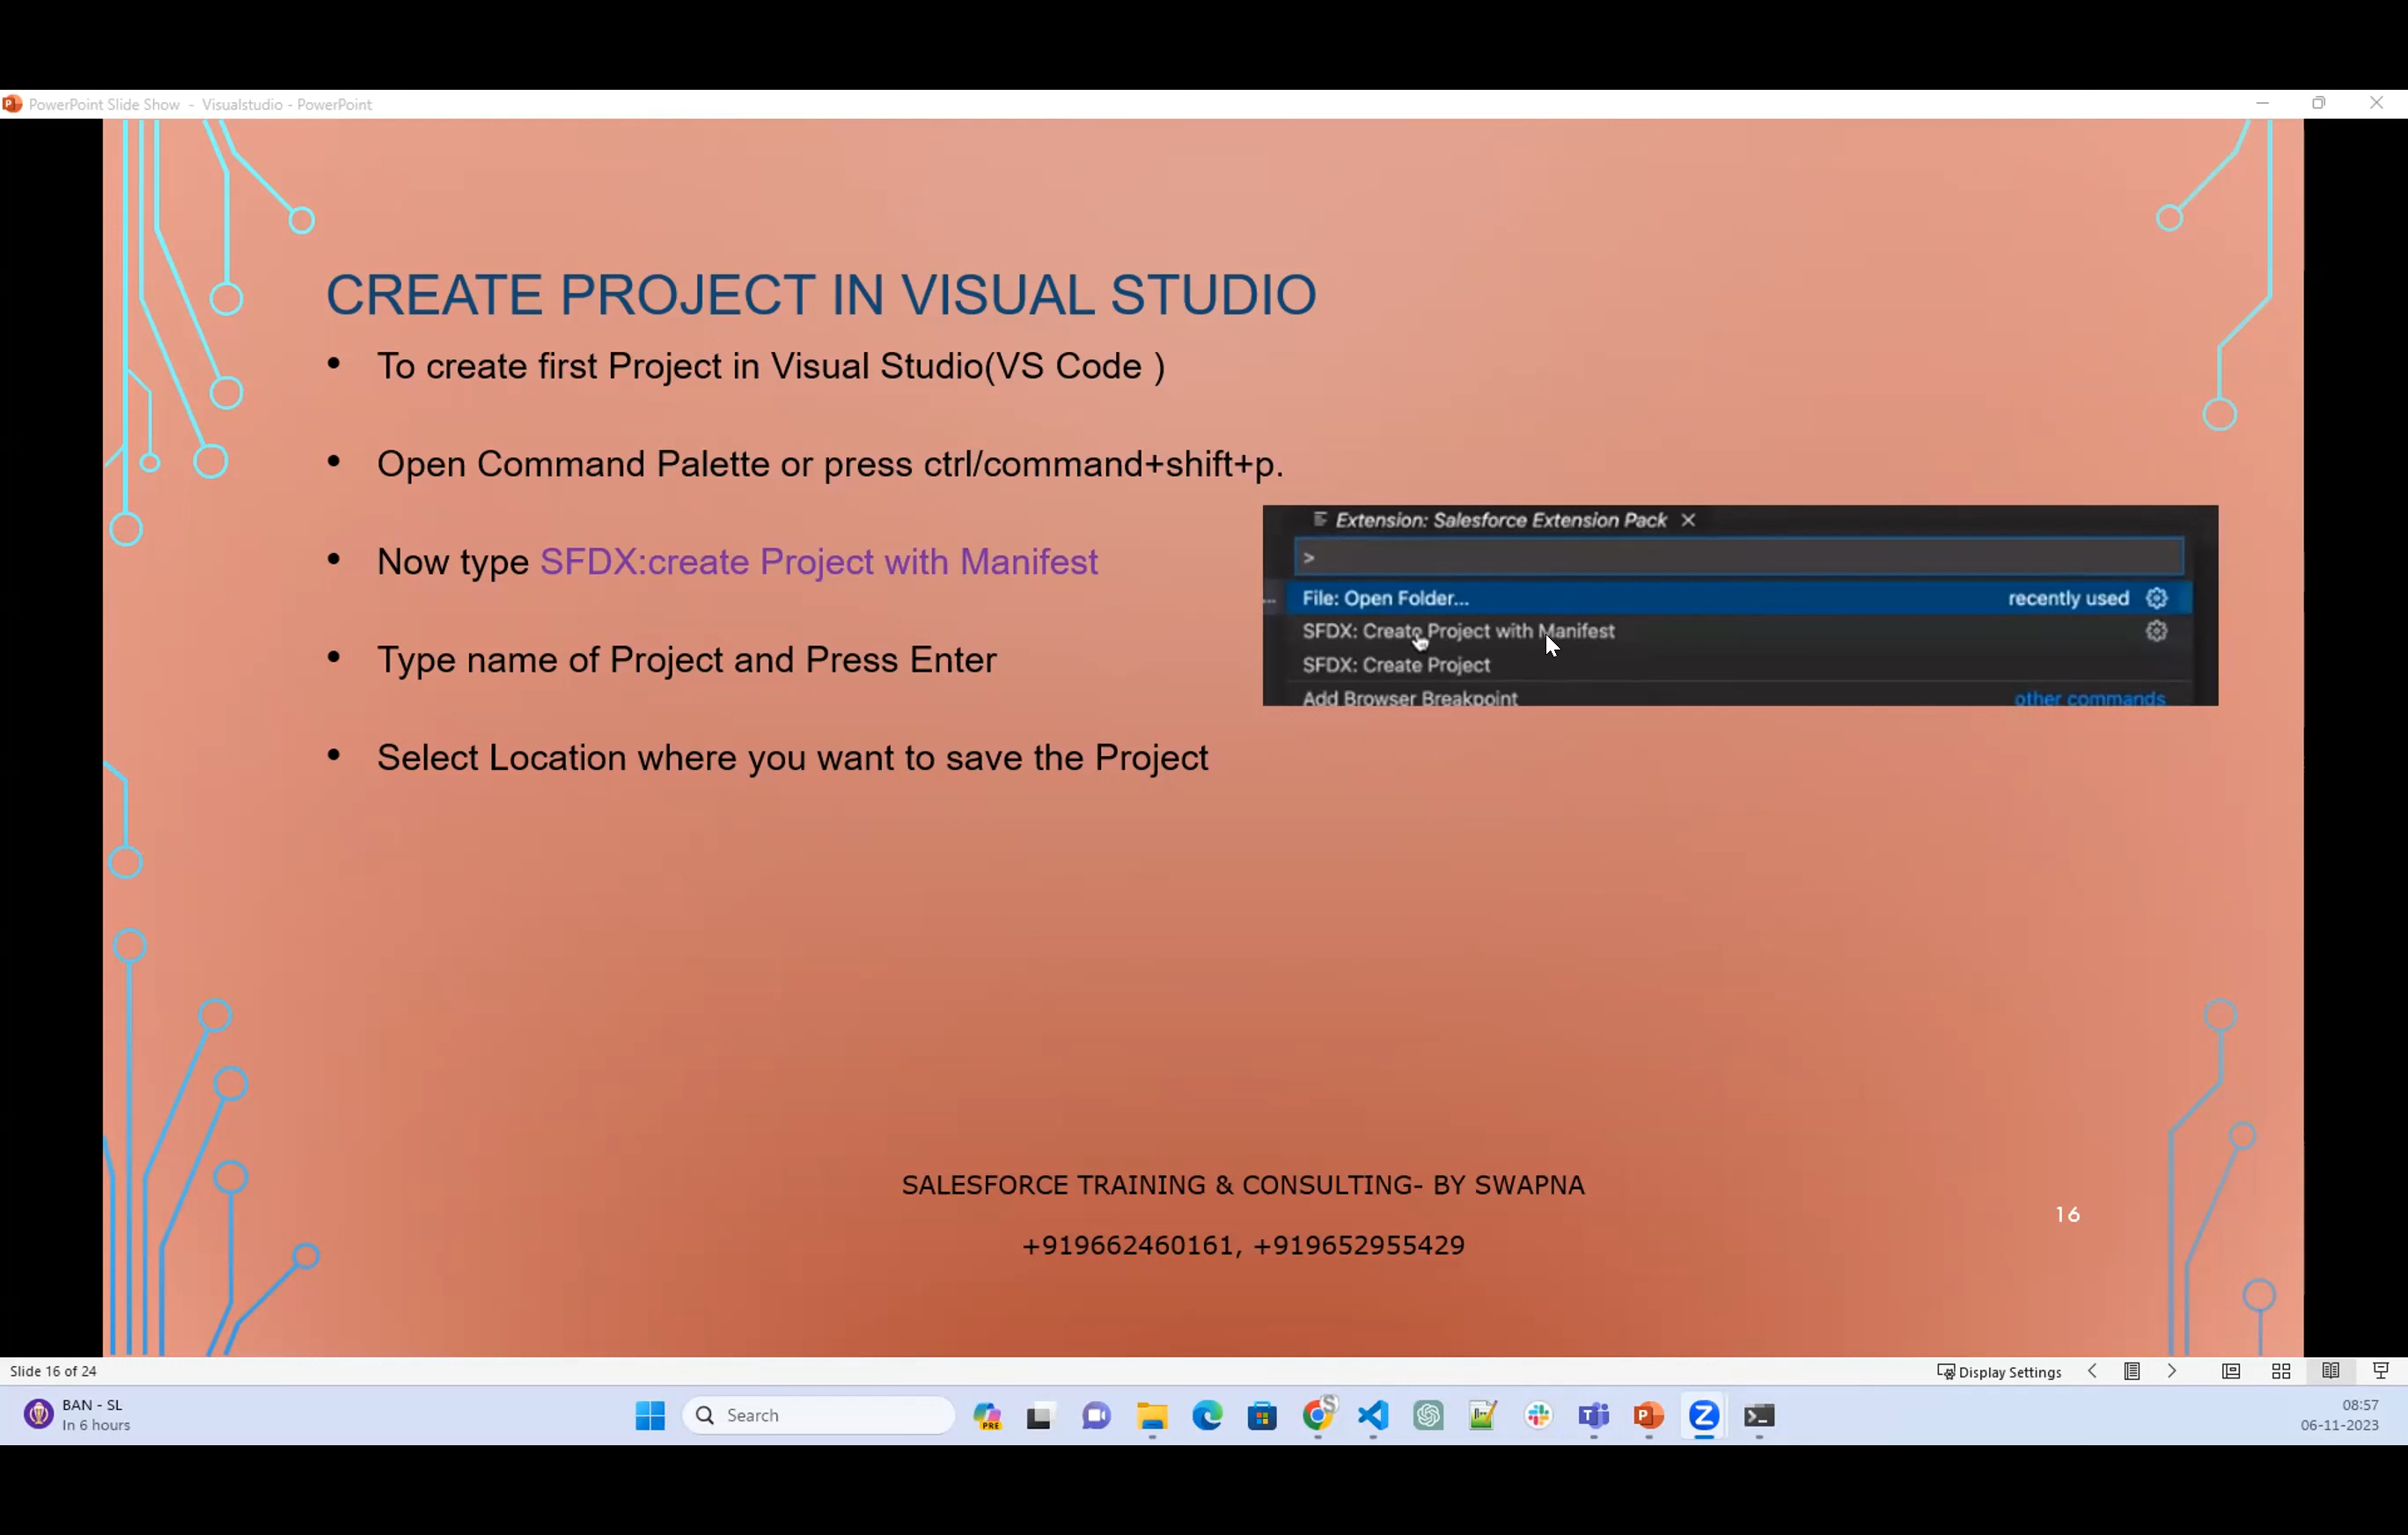 PowerPoint Slide Show - Visualstudio - PowerPoint
CREATE PROJECT IN VISUAL STUDIO
• To create first Project in Visual Studio(VS Code )
• Open Command Palette or press ctrl/command+shift+p.
• Now type SFDX:create Project with Manifest
• Type name of Project and Press Enter
• Select Location where you want to save the Project
Extension: Salesforce Extension Pack
>
File: Open Folder... recently used
SFDX: Create Project with Manifest
SFDX: Create Project
Add Browser Breakpoint other commands
SALESFORCE TRAINING & CONSULTING- BY SWAPNA
+919662460161, +919652955429
16
Slide 16 of 24
Display Settings
BAN - SL
In 6 hours
Search
PRE
08:57
06-11-2023